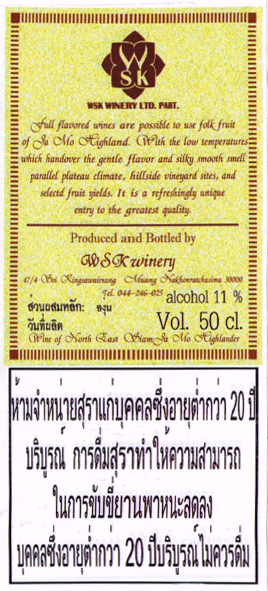 WSK
WSK WINERY LTD. PART.
Full flavored wines are possible to use folk fruit
of Ja Mo Highland. With the low temperatures
which handover the gentle flavor and silky smooth smell
parallel plateau climate, hillside vineyard sites, and
selectd fruit yields. It is a refreshingly unique
entry to the greatest quality.
Produced and Bottled by
WSKwinery
47/4 Soi. Kingsawaireang Muang Nakhonratchasima 30000
Tel. 044-246-025 alcohol 11 %
ส่วนผสมหลัก: องุ่น
วันที่ผลิต Vol. 50 cl.
Wine of North East Siam Ja Mo Highlander
ห้ามจำหน่ายสุราแก่บุคคลซึ่งอายุต่ำกว่า 20 ปี
บริบูรณ์ การดื่มสุราทำให้ความสามารถ
ในการขับขี่ยานพาหนะลดลง
บุคคลซึ่งอายุต่ำกว่า 20 ปีบริบูรณ์ไม่ควรดื่ม